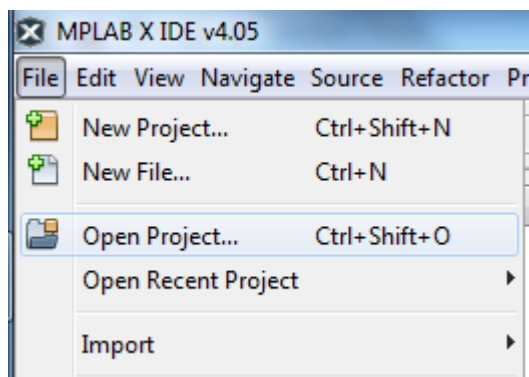 MPLAB X IDE v4.05
File Edit View Navigate Source Refactor Pr
New Project... Ctrl+Shift+N
New File... Ctrl+N
Open Project... Ctrl+Shift+O
Open Recent Project
Import